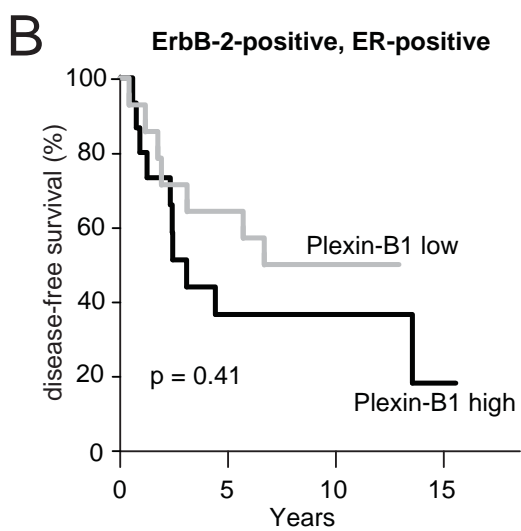 B
ErbB-2-positive, ER-positive
disease-free survival (%)
100
80
60
40
20
0
Plexin-B1 low
p = 0.41
Plexin-B1 high
0 5 10 15
Years